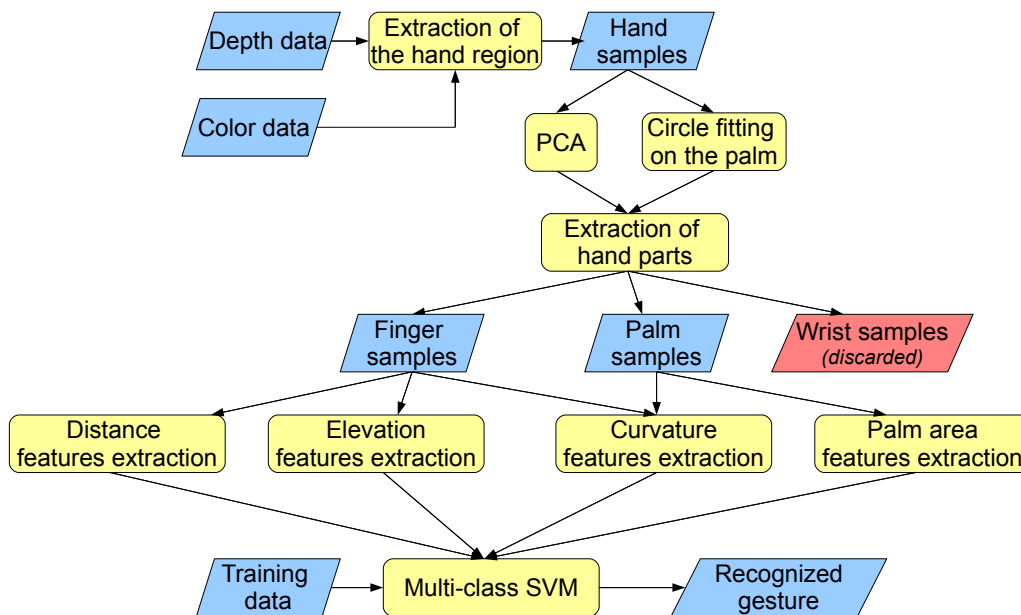 Depth data
Extraction of
the hand region
Hand
samples
Color data
PCA
Circle fitting
on the palm
Extraction of
hand parts
Finger
samples
Palm
samples
Wrist samples
(discarded)
Distance
features extraction
Elevation
features extraction
Curvature
features extraction
Palm area
features extraction
Training
data
Multi-class SVM
Recognized
gesture